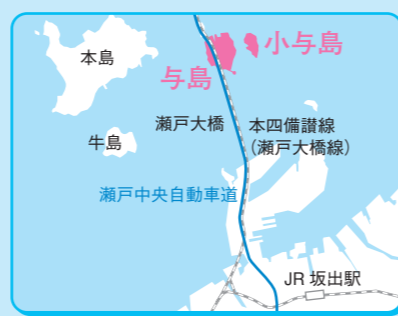 本島
小与島
与島
瀬戸大橋
本四備讃線
（瀬戸大橋線）
牛島
瀬戸中央自動車道
JR 坂出駅